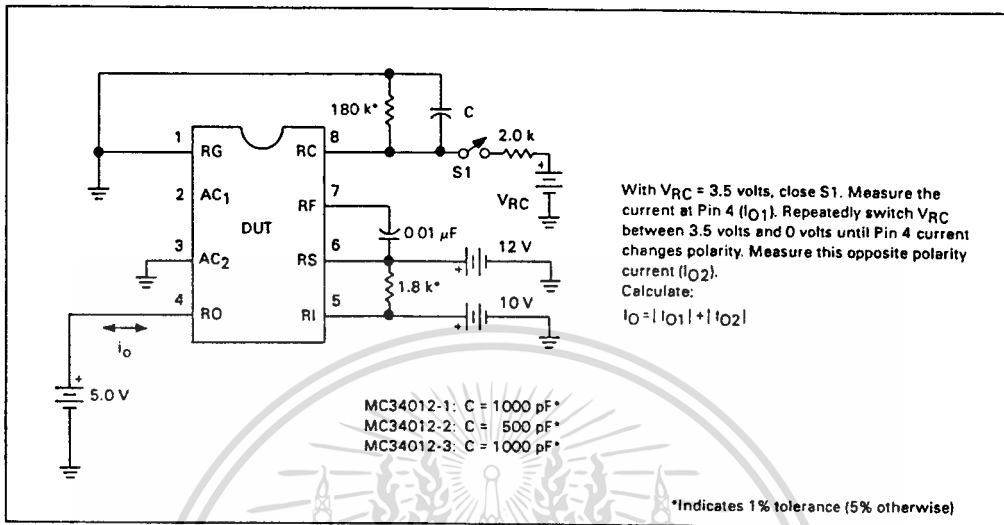 180 k*
C
1
RG
RC
8
2.0 k
S1
VRC
2
AC1
RF
7
DUT
0 01 µF
3
AC2
RS
6
12 V
1.8 k*
4
RO
RI
5
10 V
io
5.0 V
With VRC = 3.5 volts, close S1. Measure the
current at Pin 4 (IO1). Repeatedly switch VRC
between 3.5 volts and 0 volts until Pin 4 current
changes polarity. Measure this opposite polarity
current (IO2).
Calculate:
IO = | IO1| + | IO2|
MC34012-1: C = 1000 pF*
MC34012-2: C = 500 pF*
MC34012-3: C = 1000 pF*
*Indicates 1% tolerance (5% otherwise)